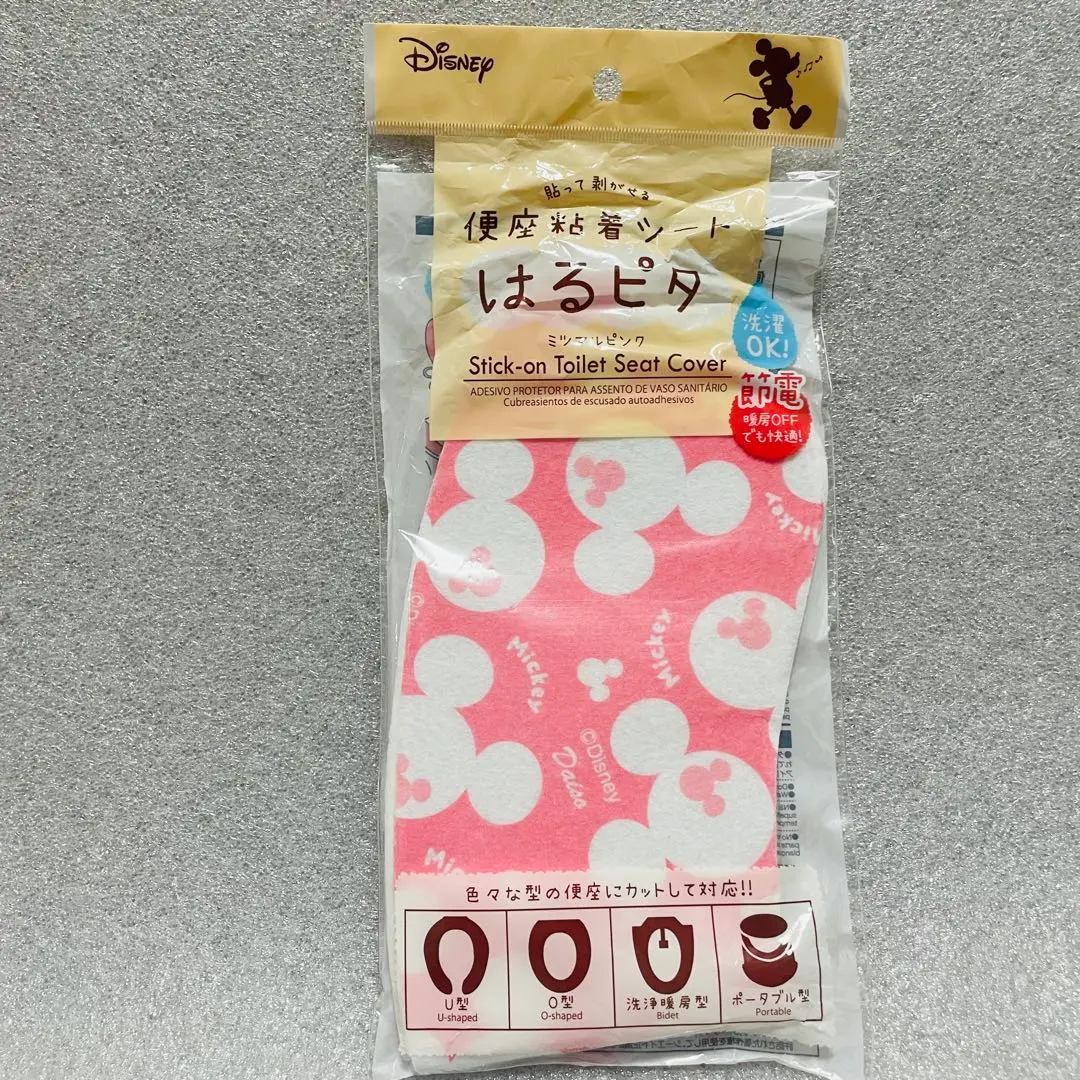 Disney
貼って剥がせる
便座粘着シート
はるピタ
ミツマルピンク
Stick-on Toilet Seat Cover
ADESIVO PROTETOR PARA ASSENTO DE VASO SANITÁRIO
Cubreasientos de escusado autoadhesivos
洗濯
OK!
節電
暖房OFF
でも快適!
Mickey
Mickey
Mickey
©Disney
Daiso
色々な型の便座にカットして対応!!
U型
U-shaped
O型
O-shaped
洗浄暖房型
Bidet
ポータブル型
Portable